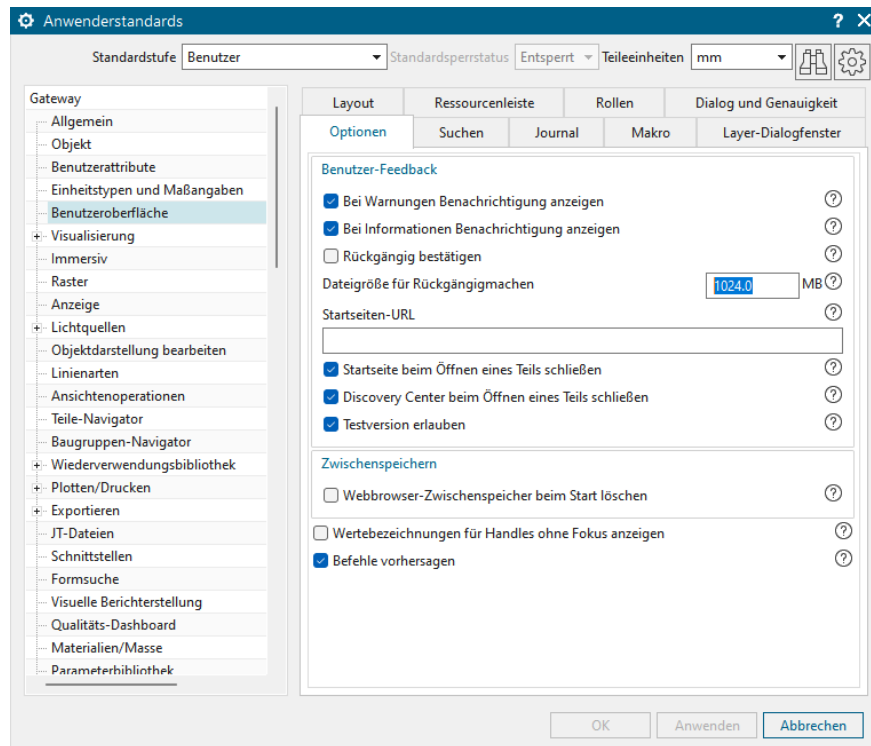 Anwenderstandards
Standardstufe Benutzer Standardsperrstatus Entsperrt Teileeinheiten mm
Gateway
Allgemein
Objekt
Benutzerattribute
Einheitstypen und Maßangaben
Benutzeroberfläche
Visualisierung
Immersiv
Raster
Anzeige
Lichtquellen
Objektdarstellung bearbeiten
Linienarten
Ansichtenoperationen
Teile-Navigator
Baugruppen-Navigator
Wiederverwendungsbibliothek
Plotten/Drucken
Exportieren
JT-Dateien
Schnittstellen
Formsuche
Visuelle Berichterstellung
Qualitäts-Dashboard
Materialien/Masse
Parameterbibliothek
Layout Ressourcenleiste Rollen Dialog und Genauigkeit
Optionen Suchen Journal Makro Layer-Dialogfenster
Benutzer-Feedback
Bei Warnungen Benachrichtigung anzeigen
Bei Informationen Benachrichtigung anzeigen
Rückgängig bestätigen
Dateigröße für Rückgängigmachen 1024.0 MB
Startseiten-URL
Startseite beim Öffnen eines Teils schließen
Discovery Center beim Öffnen eines Teils schließen
Testversion erlauben
Zwischenspeichern
Webbrowser-Zwischenspeicher beim Start löschen
Wertebezeichnungen für Handles ohne Fokus anzeigen
Befehle vorhersagen
OK Anwenden Abbrechen